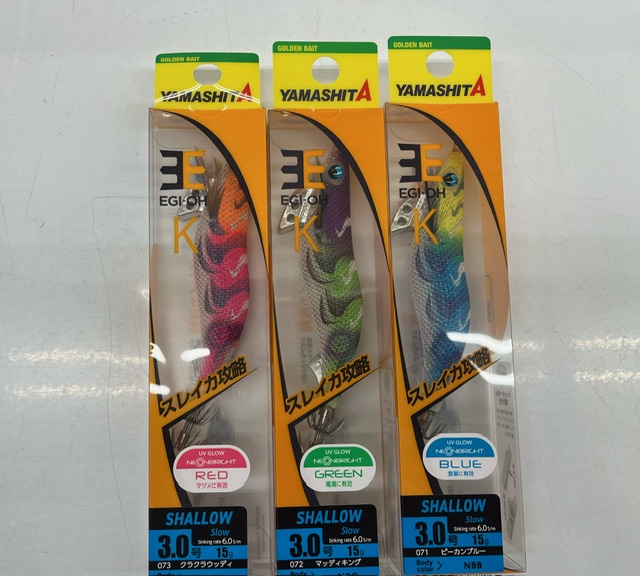 GOLDEN BAIT
YAMASHITA
EGI-OH
K
スレイカ攻略
UV GLOW
NEONBRIGHT
RED
マヅメに有効
SHALLOW
Slow
Sinking rate 6.0 s/m
3.0号 15g
073 クラクラウッディ
GOLDEN BAIT
YAMASHITA
EGI-OH
K
スレイカ攻略
UV GLOW
NEONBRIGHT
GREEN
濁潮に有効
SHALLOW
Slow
Sinking rate 6.0 s/m
3.0号 15g
072 マッディキング
Body
GOLDEN BAIT
YAMASHITA
EGI-OH
K
スレイカ攻略
UV GLOW
NEONBRIGHT
BLUE
澄潮に有効
SHALLOW
Slow
Sinking rate 6.0 s/m
3.0号 15g
071 ピーカンブルー
Body color > NBB